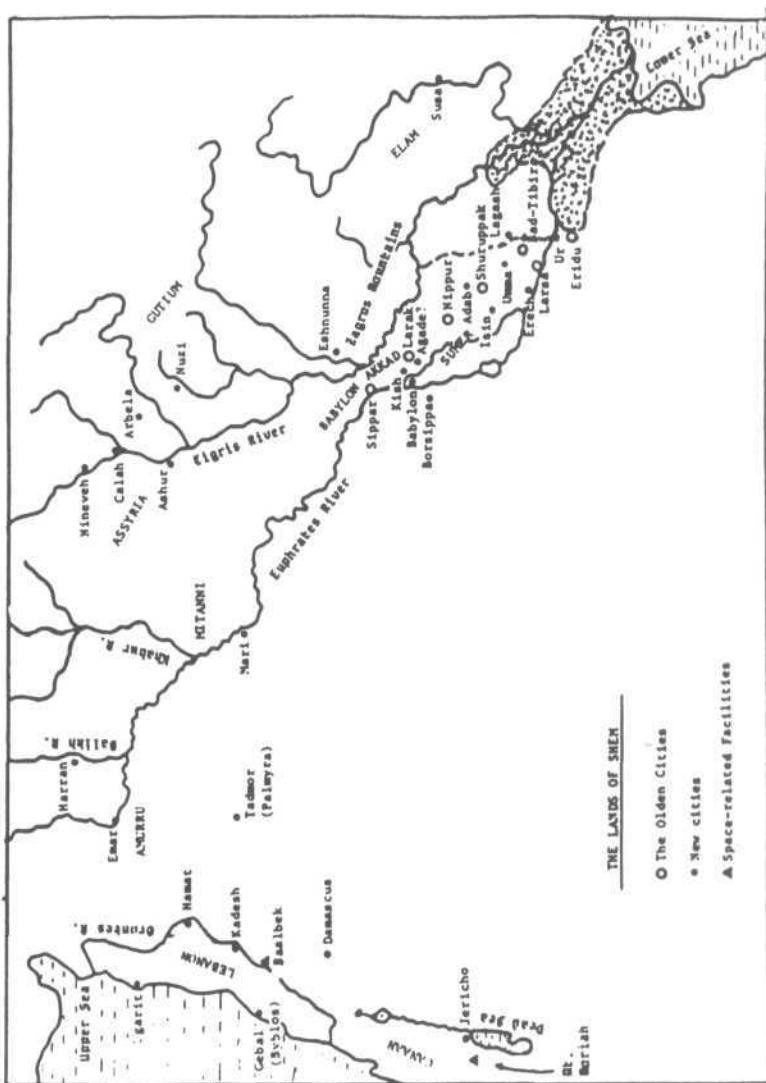 Upper Sea
Orontes R.
Hamat
Kadesh
Baalbek
LEBANON
Gebal
(Byblos)
Damascus
CANAAN
Jericho
Dead Sea
Mt. Moriah
Harran
Balikh R.
Emar
AMURRU
Tadmor
(Palmyra)
Khabur R.
MITANNI
Mari
Nineveh
Calah
ASSYRIA
Ashur
Arbela
Nuzi
GUTIUM
Tigris River
Euphrates River
Eshnunna
Zagros Mountains
BABYLON AKKAD
SUMER
Sippar
Kish
Babylon
Borsippa
Larak
Agade?
Nippur
Adab
Isin
Shuruppak
Umma
Lagash
Bad-Tibira
Erech
Larsa
Ur
Eridu
ELAM
Susa
Lower Sea
THE LANDS OF SHEM
The Olden Cities
New cities
Space-related Facilities